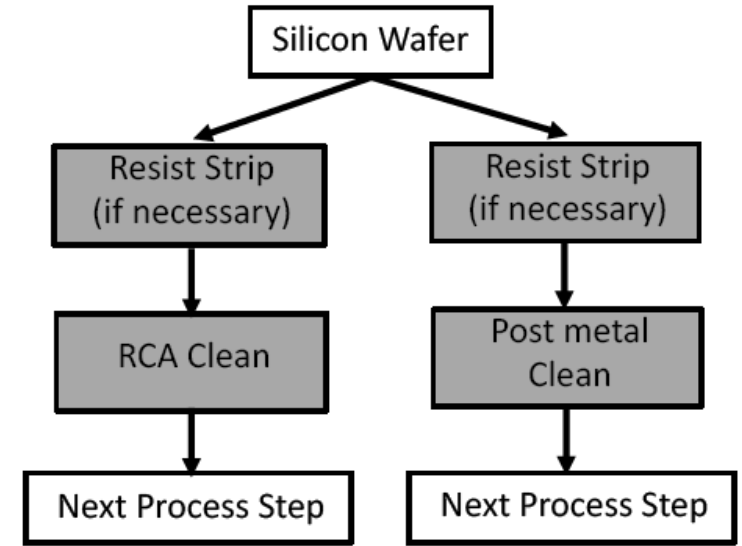 Silicon Wafer
Resist Strip
(if necessary)
Resist Strip
(if necessary)
RCA Clean
Post metal
Clean
Next Process Step
Next Process Step